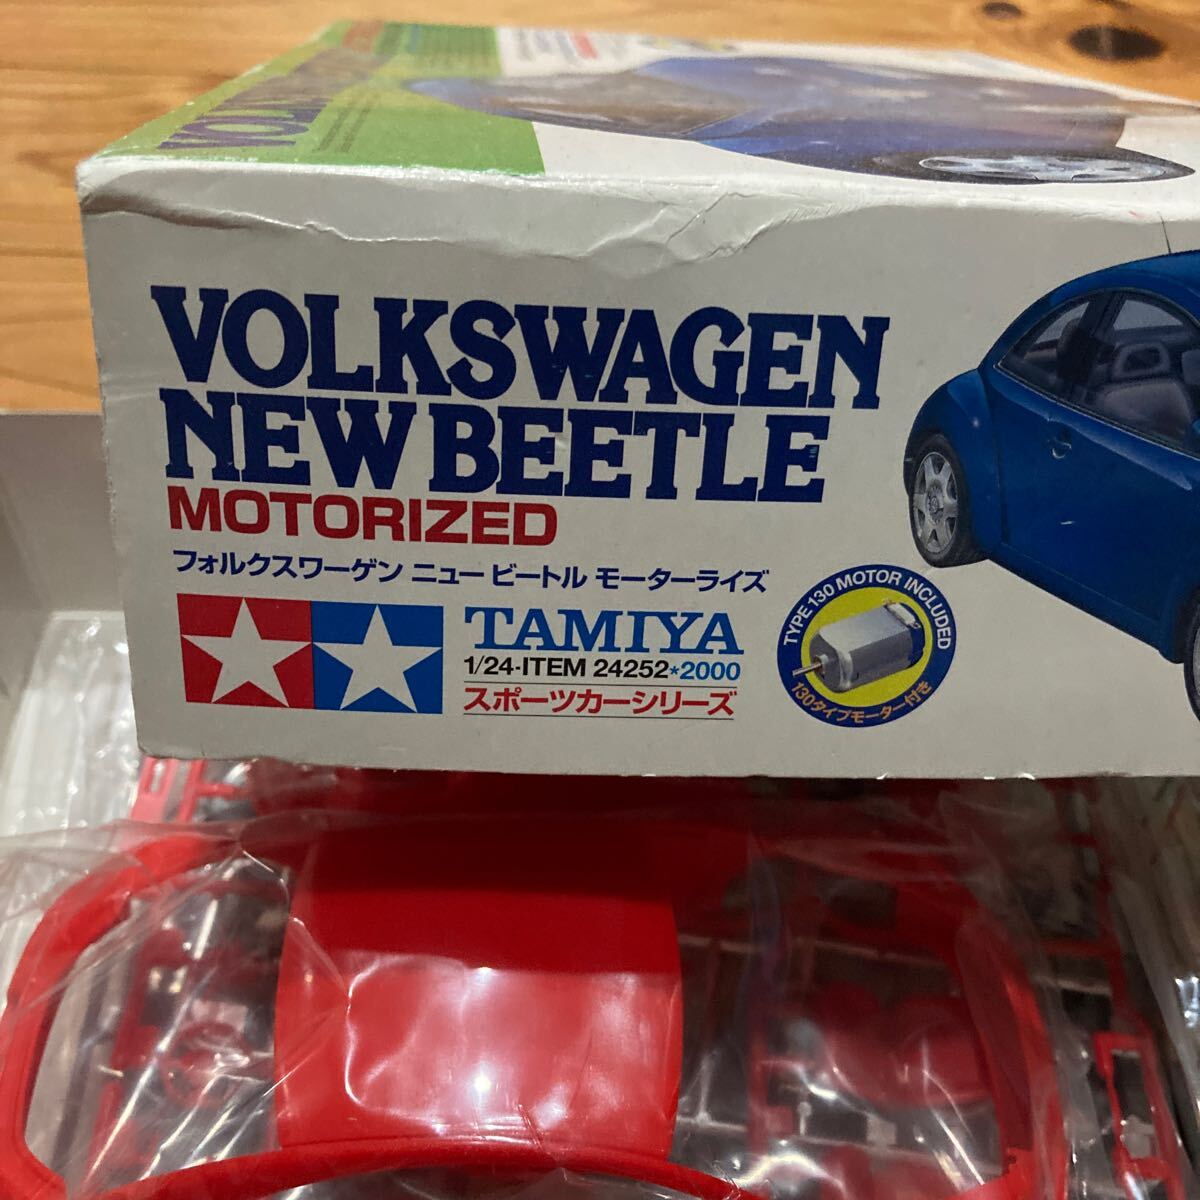 VOLKSWAGEN
NEW BEETLE
MOTORIZED
フォルクスワーゲン ニュービートル モーターライズ
TAMIYA
1/24・ITEM 24252★2000
スポーツカーシリーズ
TYPE 130 MOTOR INCLUDED
130タイプモーター付き